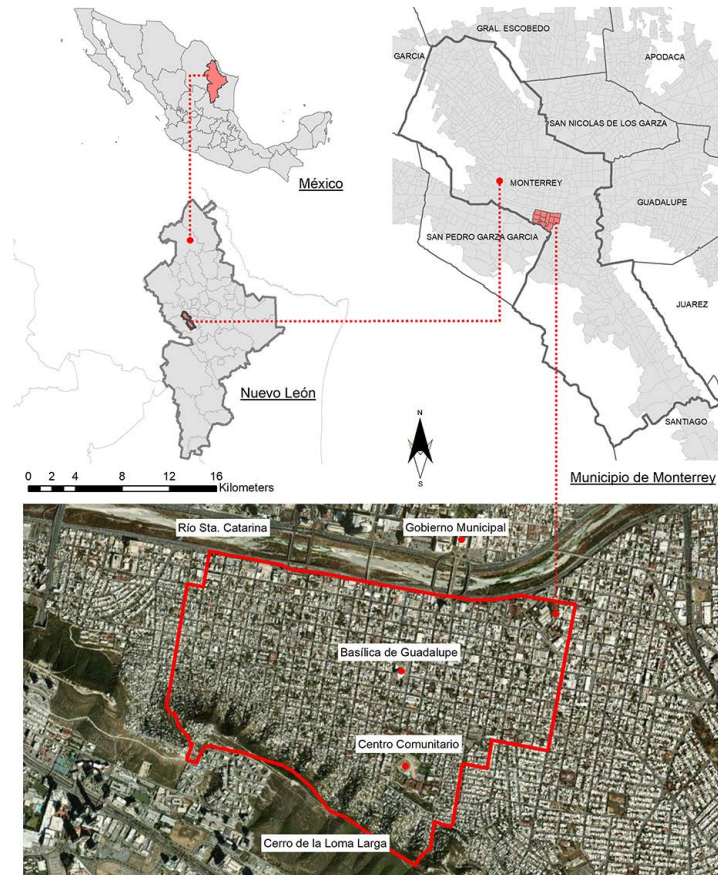 GRAL. ESCOBEDO
GARCIA
APODACA
SAN NICOLAS DE LOS GARZA
México
MONTERREY
GUADALUPE
SAN PEDRO GARZA GARCIA
JUAREZ
Nuevo León
N
S
SANTIAGO
0 2 4 8 12 16
Kilometers
Municipio de Monterrey
Río Sta. Catarina
Gobierno Municipal
Basílica de Guadalupe
Centro Comunitario
Cerro de la Loma Larga